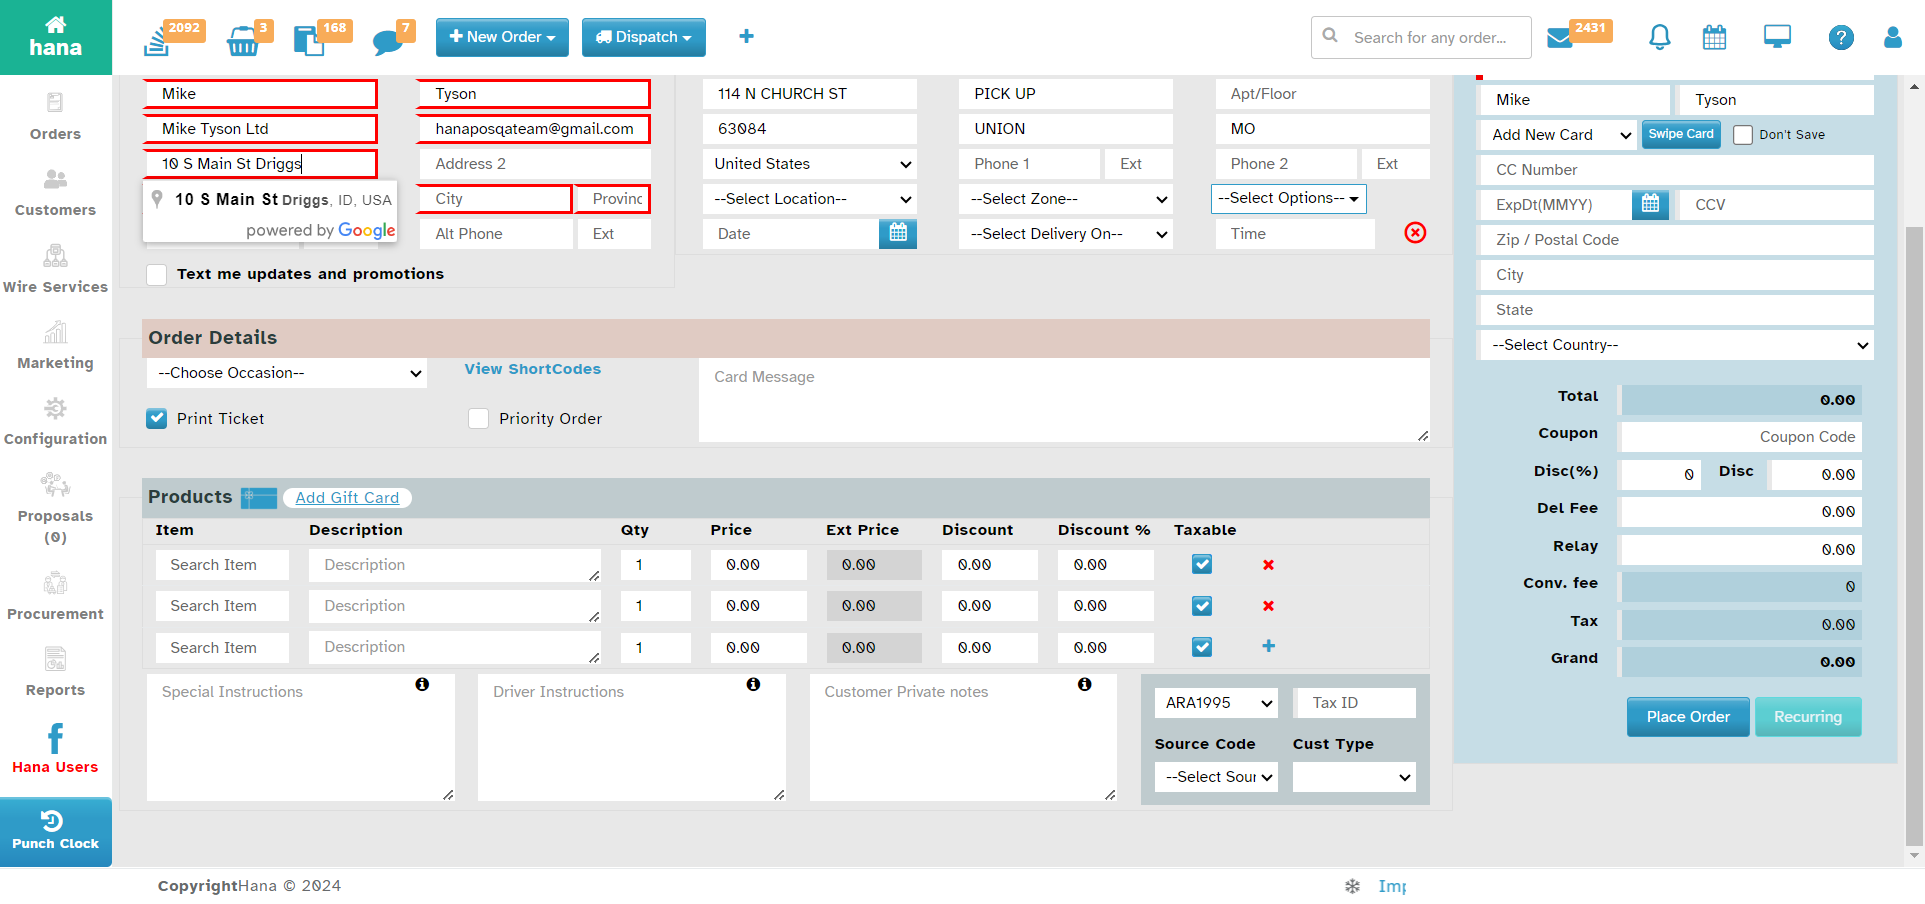 hana
2092
3
168
7
New Order
Dispatch
Search for any order...
2431
Orders
Customers
Wire Services
Marketing
Configuration
Proposals
(0)
Procurement
Reports
Hana Users
Punch Clock
Mike
Tyson
Mike Tyson Ltd
hanaposqateam@gmail.com
10 S Main St Driggs
Address 2
10 S Main St Driggs, ID, USA
powered by Google
City
Provinc
Alt Phone
Ext
Text me updates and promotions
114 N CHURCH ST
PICK UP
Apt/Floor
63084
UNION
MO
United States
Phone 1
Ext
Phone 2
Ext
--Select Location--
--Select Zone--
--Select Options--
Date
--Select Delivery On--
Time
Order Details
--Choose Occasion--
View ShortCodes
Card Message
Print Ticket
Priority Order
Products
Add Gift Card
Item Description Qty Price Ext Price Discount Discount % Taxable
Search Item Description 1 0.00 0.00 0.00 0.00
Search Item Description 1 0.00 0.00 0.00 0.00
Search Item Description 1 0.00 0.00 0.00 0.00
Special Instructions
Driver Instructions
Customer Private notes
ARA1995
Tax ID
Source Code
Cust Type
--Select Sour
Mike
Tyson
Add New Card
Swipe Card
Don't Save
CC Number
ExpDt(MMYY)
CCV
Zip / Postal Code
City
State
--Select Country--
Total 0.00
Coupon Coupon Code
Disc(%) 0 Disc 0.00
Del Fee 0.00
Relay 0.00
Conv. fee 0
Tax 0.00
Grand 0.00
Place Order
Recurring
CopyrightHana © 2024
Imp